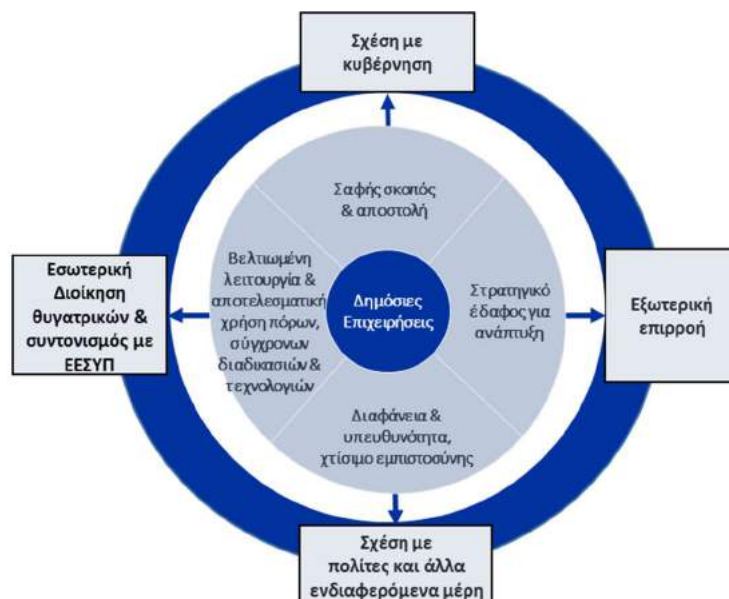 Σχέση με
κυβέρνηση
Σαφής σκοπός
& αποστολή
Εσωτερική
Διοίκηση
θυγατρικών &
συντονισμός με
ΕΕΣΥΠ
Βελτιωμένη
λειτουργία &
αποτελεσματική
χρήση πόρων,
σύγχρονων
διαδικασιών &
τεχνολογιών
Δημόσιες
Επιχειρήσεις
Στρατηγικό
έδαφος για
ανάπτυξη
Εξωτερική
επιρροή
Διαφάνεια &
υπευθυνότητα,
χτίσιμο εμπιστοσύνης
Σχέση με
πολίτες και άλλα
ενδιαφερόμενα μέρη